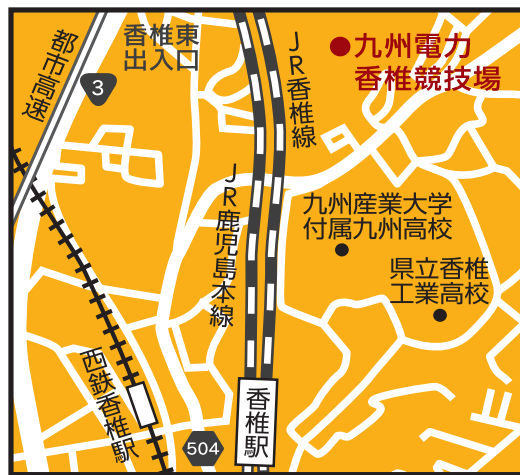 都市高速
香椎東
出入口
3
JR香椎線
●九州電力
香椎競技場
JR鹿児島本線
九州産業大学
付属九州高校
県立香椎
工業高校
西鉄香椎駅
504
香椎駅